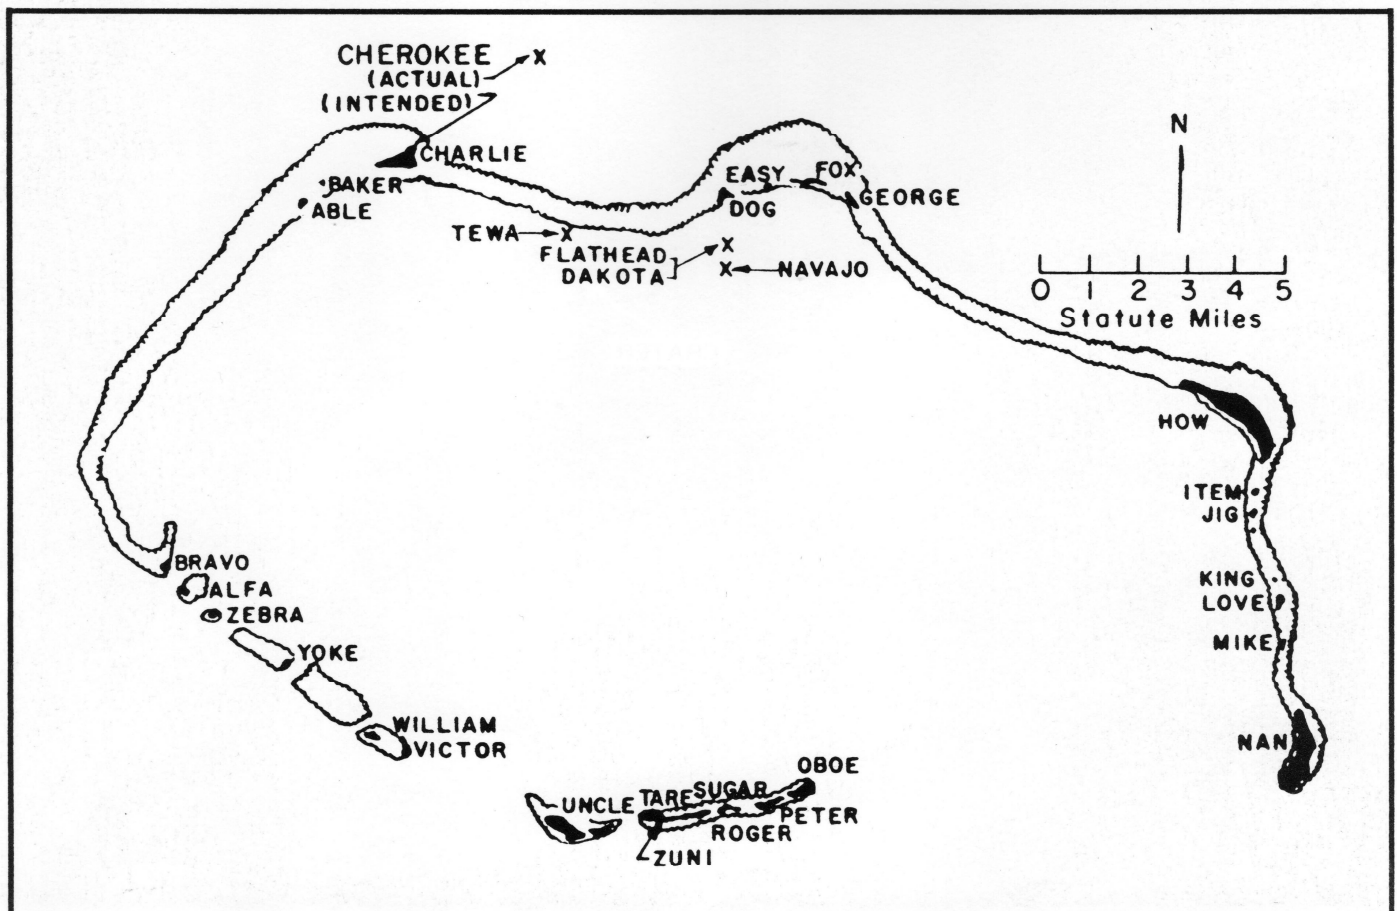 CHEROKEE X
(ACTUAL)
(INTENDED)
N
CHARLIE
BAKER
ABLE
EASY
FOX
DOG
GEORGE
TEWA X
FLATHEAD X
DAKOTA
X NAVAJO
0 1 2 3 4 5
Statute Miles
HOW
ITEM
JIG
KING
LOVE
MIKE
NAN
BRAVO
ALFA
ZEBRA
YOKE
WILLIAM
VICTOR
OBOE
UNCLE TARE SUGAR
PETER
ROGER
ZUNI